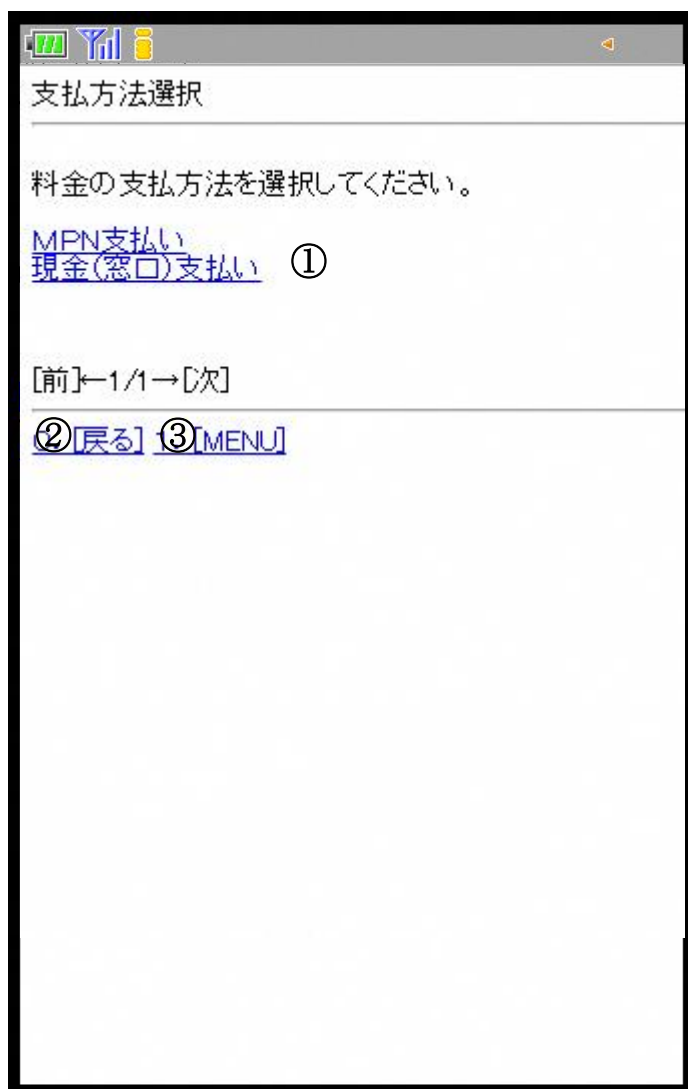 支払方法選択
料金の支払方法を選択してください。
MPN支払い
現金(窓口)支払い ①
[前]←1/1→[次]
② [戻る] ③ [MENU]